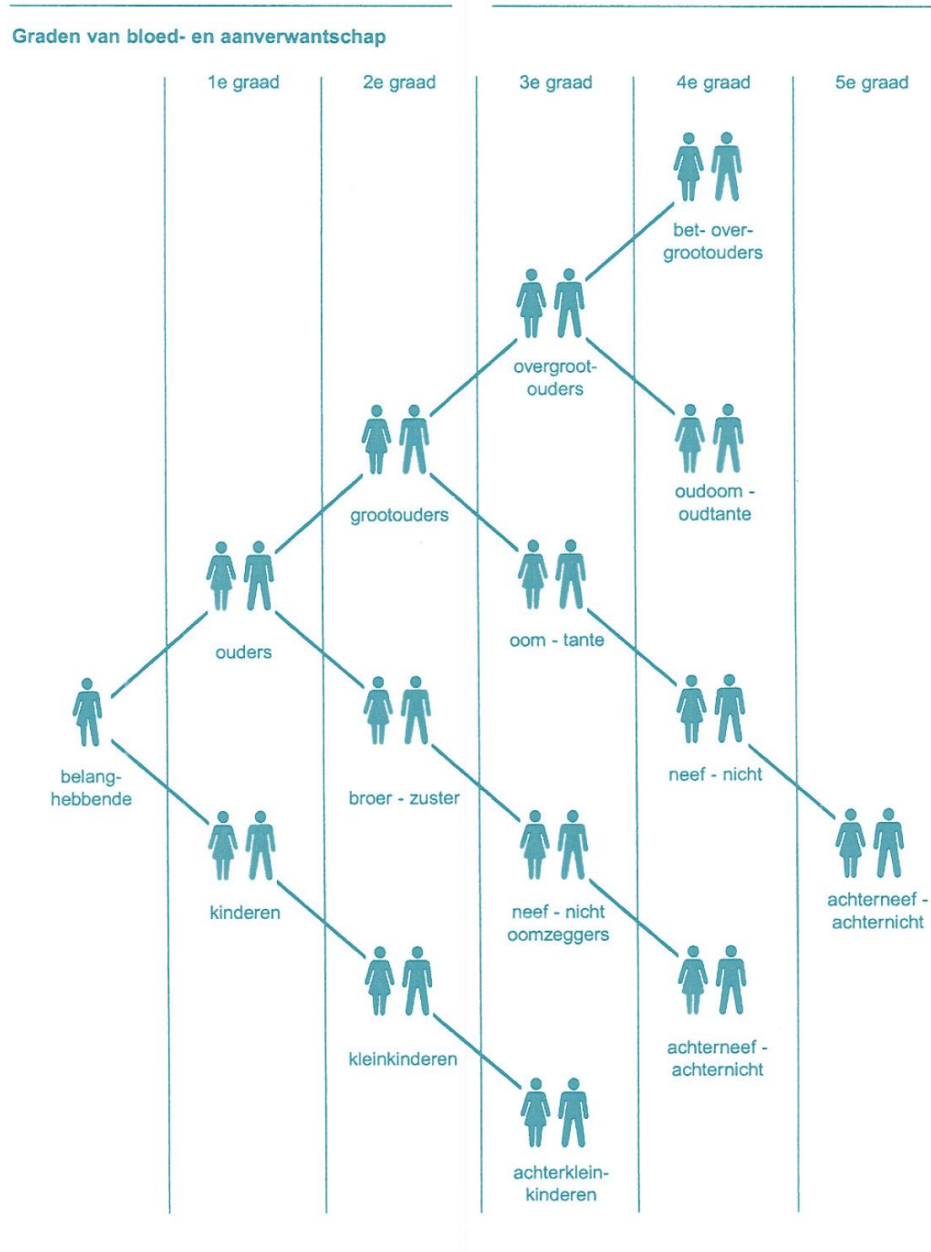 Graden van bloed- en aanverwantschap
1e graad
2e graad
3e graad
4e graad
5e graad
bet- over-
grootouders
overgroot-
ouders
oudoom -
oudtante
grootouders
oom - tante
ouders
neef - nicht
belang-
hebbende
broer - zuster
achterneef -
achternicht
kinderen
neef - nicht
oomzeggers
achterneef -
achternicht
kleinkinderen
achterklein-
kinderen